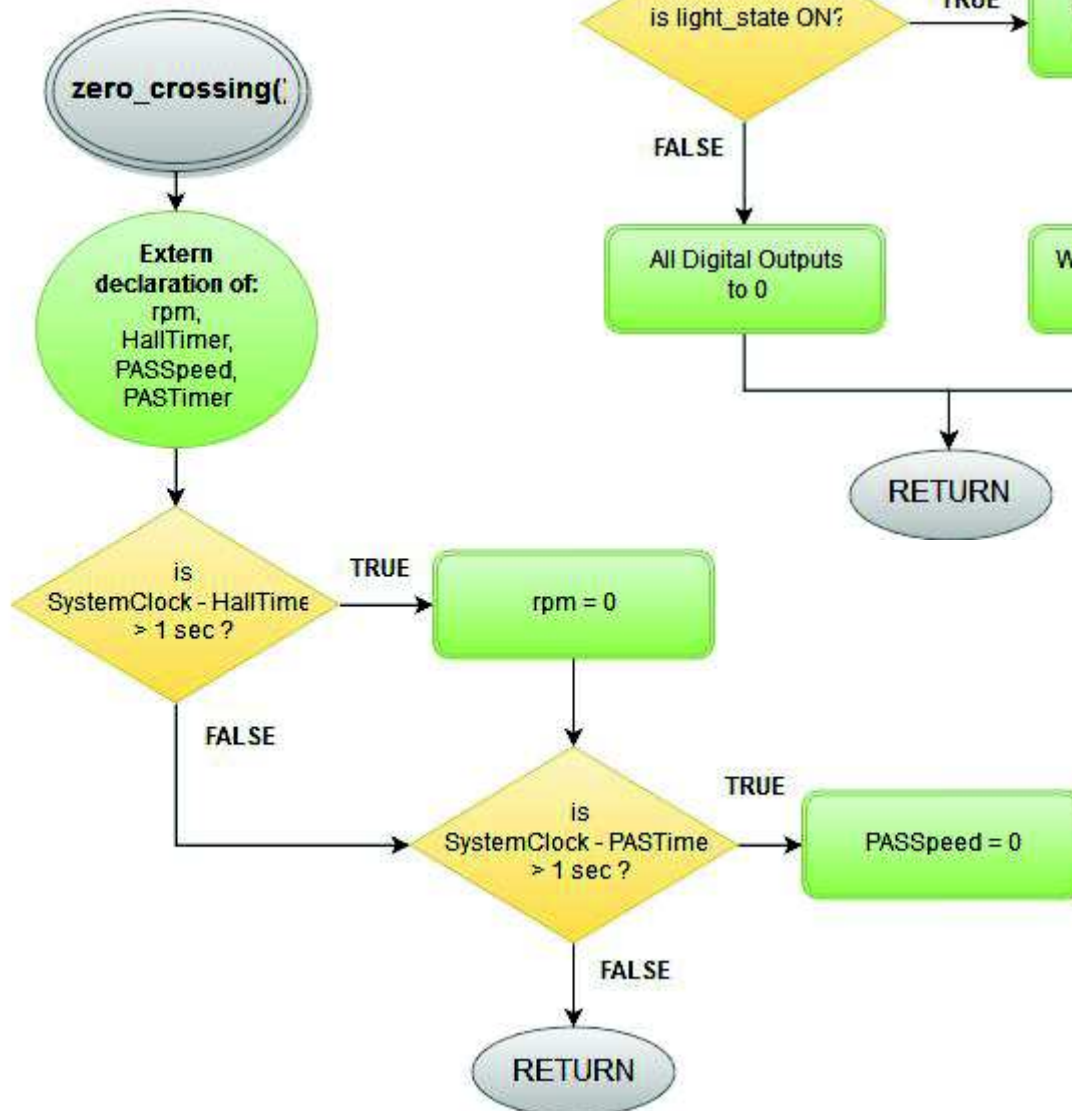 zero_crossing(
Extern
declaration of:
rpm,
HallTimer,
PASSpeed,
PASTimer
is
SystemClock - HallTime
> 1 sec ?
TRUE
rpm = 0
FALSE
is
SystemClock - PASTime
> 1 sec ?
TRUE
PASSpeed = 0
FALSE
RETURN
is light_state ON?
TRUE
FALSE
All Digital Outputs
to 0
W
RETURN